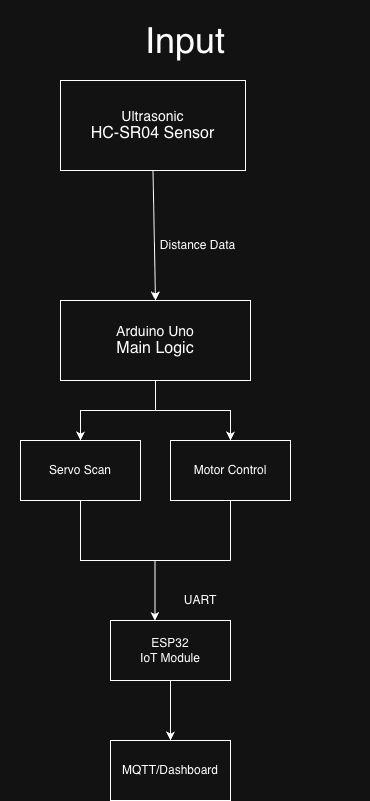 Input
Ultrasonic
HC-SR04 Sensor
Distance Data
Arduino Uno
Main Logic
Servo Scan
Motor Control
UART
ESP32
IoT Module
MQTT/Dashboard